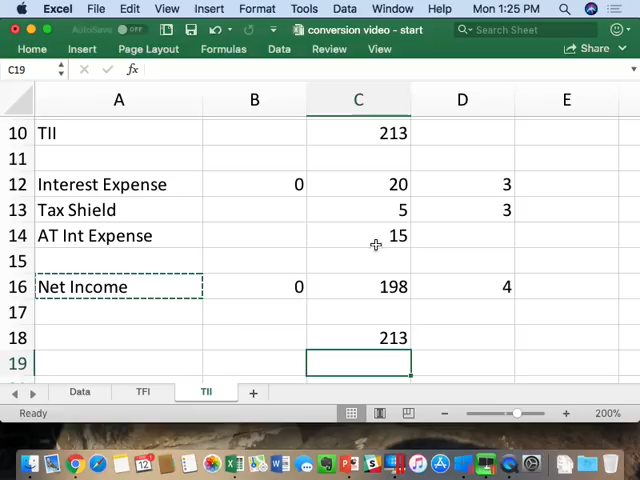 Excel File Edit View Insert Format Tools Data Window Help Mon 1:25 PM
AutoSave OFF conversion video - start Search Sheet
Home Insert Page Layout Formulas Data Review View Share
C19 fx
A B C D E
10 TII 213
11
12 Interest Expense 0 20 3
13 Tax Shield 5 3
14 AT Int Expense 15
15
16 Net Income 0 198 4
17
18 213
19
Data TFI TII
Ready 200%